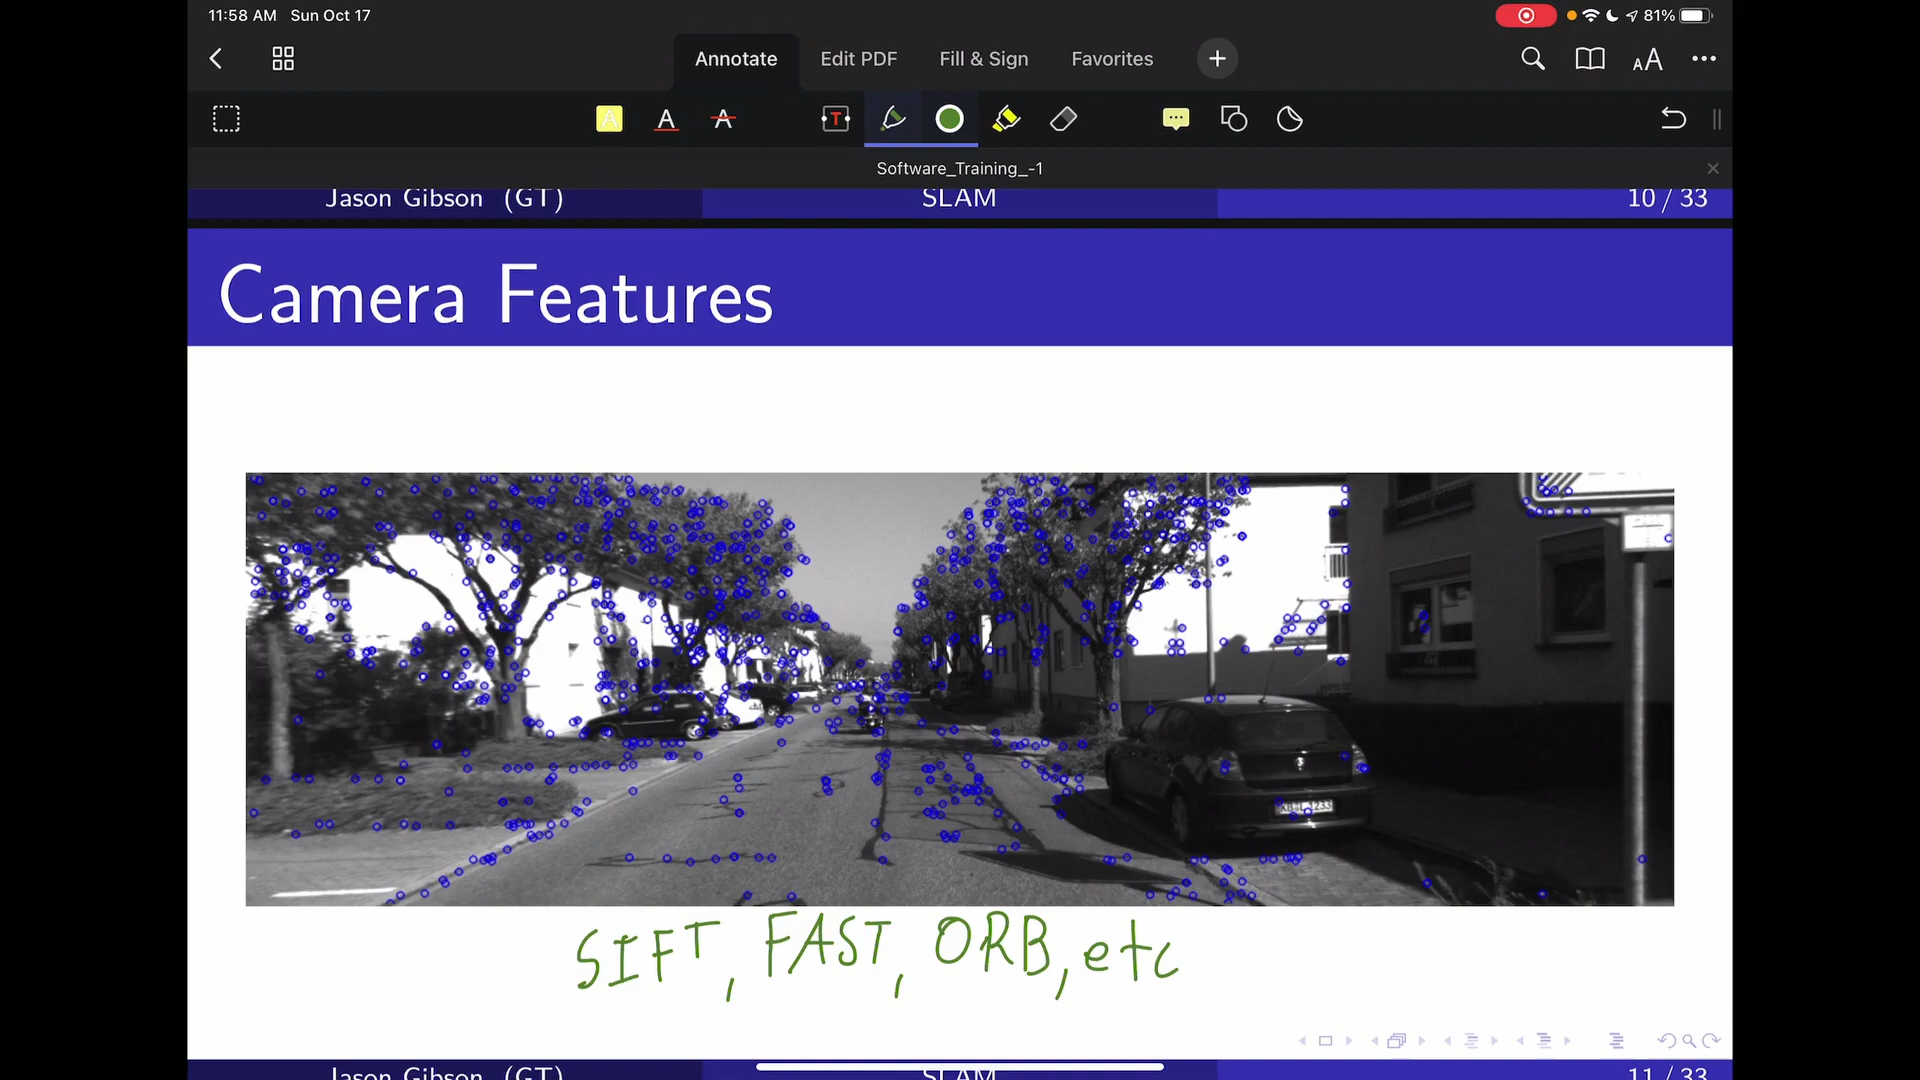 11:58 AM Sun Oct 17
81%
Annotate Edit PDF Fill & Sign Favorites
AA
A A A T
Software_Training_-1
Jason Gibson (GT) SLAM 10 / 33
Camera Features
SIFT, FAST, ORB, etc
Jason Gibson (GT) SLAM 11 / 33